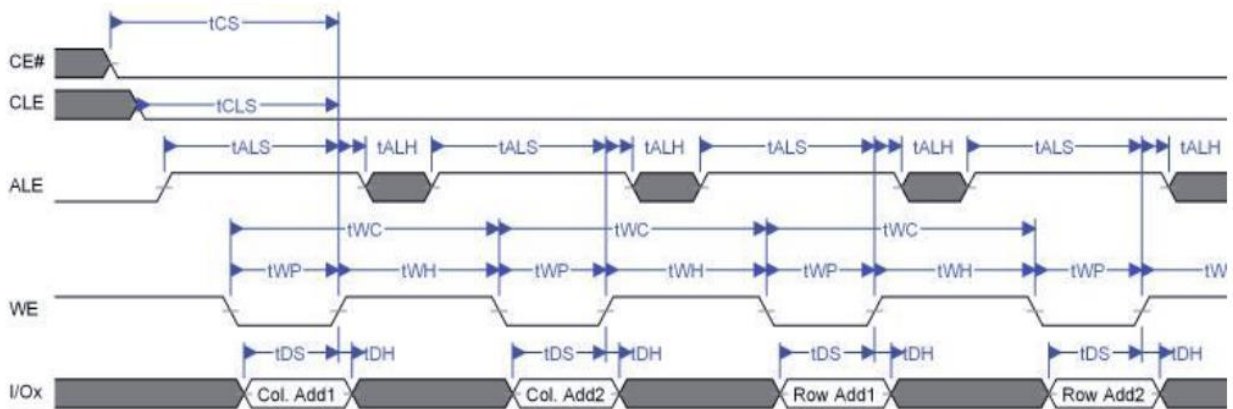 tCS
CE#
CLE
tCLS
tALS tALH tALS tALH tALS tALH tALS tALH
ALE
tWC tWC tWC
tWP tWH tWP tWH tWP tWH tWP tW
WE
tDS tDH tDS tDH tDS tDH tDS tDH
I/Ox Col. Add1 Col. Add2 Row Add1 Row Add2